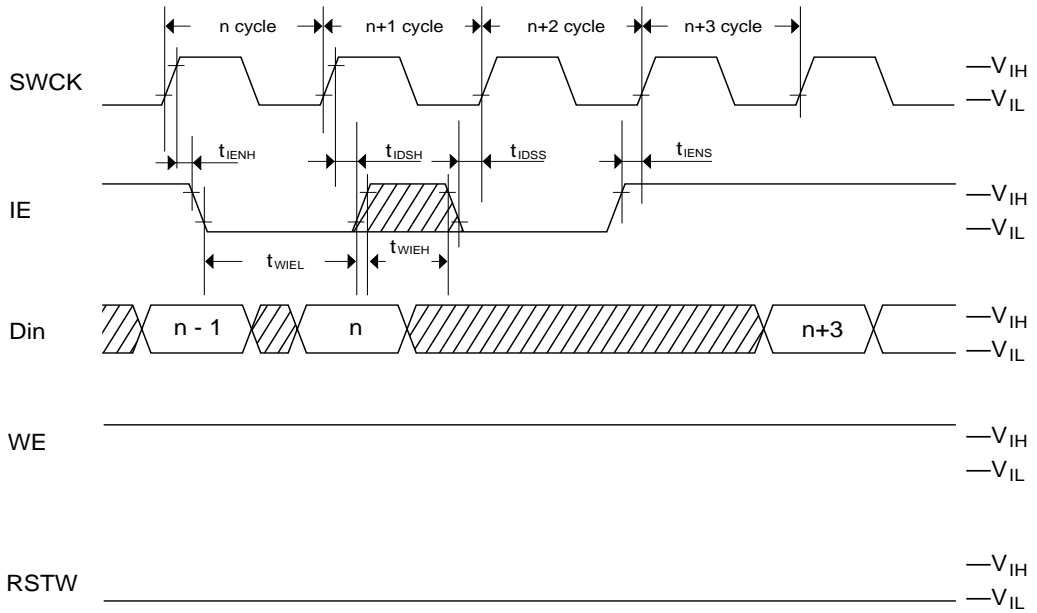 n cycle n+1 cycle n+2 cycle n+3 cycle
SWCK
VIH
VIL
tIENH tIDSH tIDSS tIENS
IE
VIH
VIL
tWIEL tWIEH
Din
n - 1 n n+3
VIH
VIL
WE
VIH
VIL
RSTW
VIH
VIL